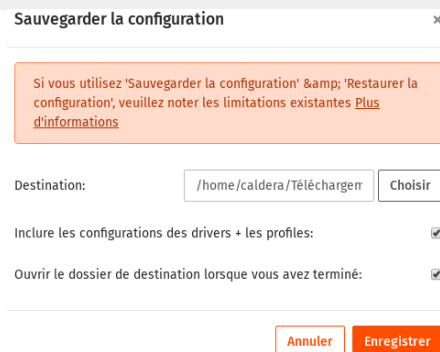 Sauvegarder la configuration ×
Si vous utilisez 'Sauvegarder la configuration' &amp; 'Restaurer la
configuration', veuillez noter les limitations existantes Plus
d'informations
Destination: /home/caldera/Téléchargem Choisir
Inclure les configurations des drivers + les profiles:
Ouvrir le dossier de destination lorsque vous avez terminé:
Annuler Enregistrer